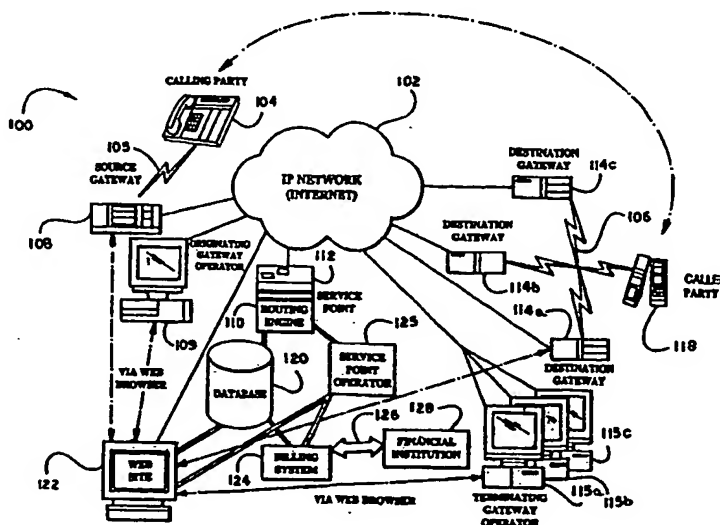 CALLING PARTY
104
102
100
105
SOURCE
GATEWAY
108
IP NETWORK
(INTERNET)
DESTINATION
GATEWAY
114c
106
DESTINATION
GATEWAY
114b
CALLED
PARTY
118
ORIGINATING GATEWAY
OPERATOR
109
112
SERVICE
POINT
110
ROUTING
ENGINE
114a
DESTINATION
GATEWAY
125
120
DATABASE
SERVICE
POINT
OPERATOR
VIA WEB
BROWSER
126
128
FINANCIAL
INSTITUTION
BILLING
SYSTEM
124
122
WEB
SITE
VIA WEB BROWSER
115c
115a
115b
TERMINATING
GATEWAY
OPERATOR